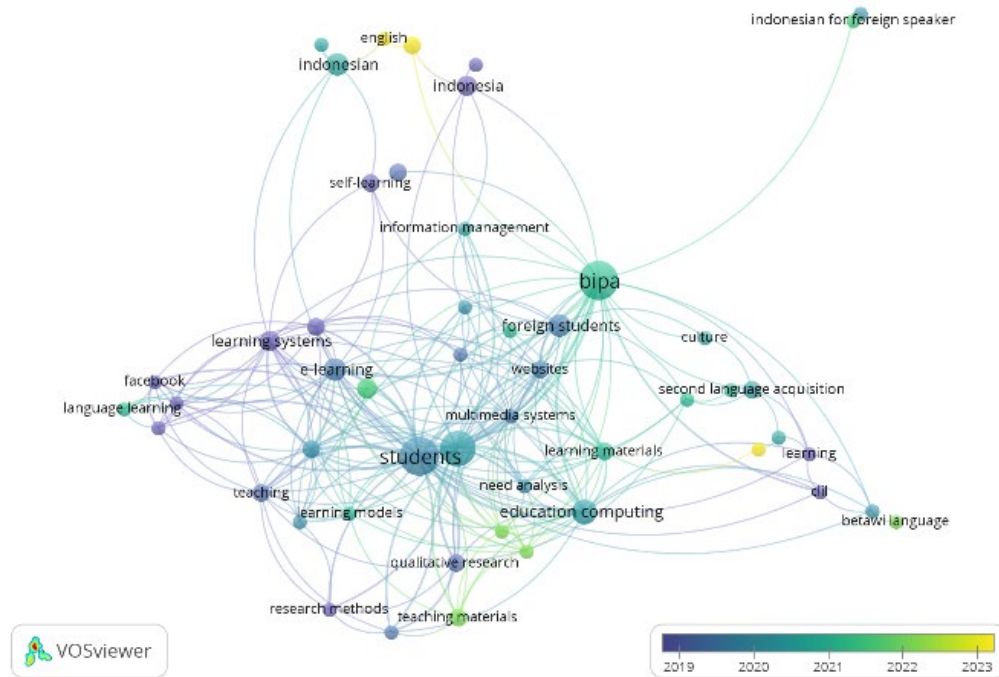 indonesian for foreign speaker
english
indonesian
indonesia
self-learning
information management
bipa
foreign students
culture
learning systems
e-learning
websites
facebook
second language acquisition
language learning
multimedia systems
learning materials
learning
students
need analysis
clil
teaching
learning models
education computing
betawi language
qualitative research
research methods
teaching materials
VOSviewer
2019 2020 2021 2022 2023